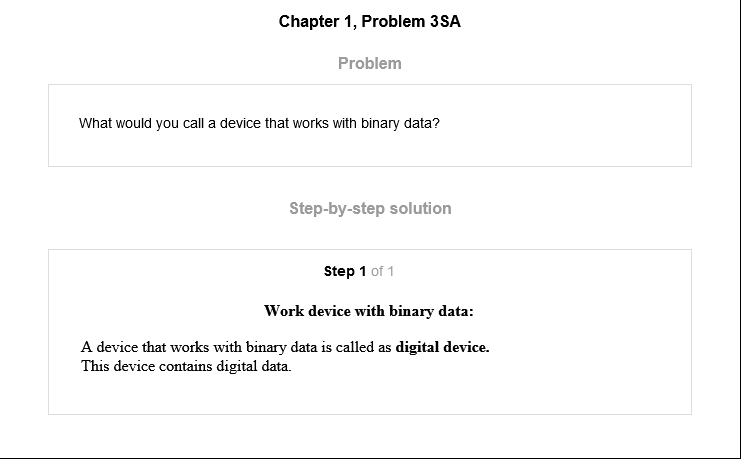 Chapter 1, Problem 3SA
Problem
What would you call a device that works with binary data?
Step-by-step solution
Step 1 of 1
Work device with binary data:
A device that works with binary data is called as digital device.
This device contains digital data.